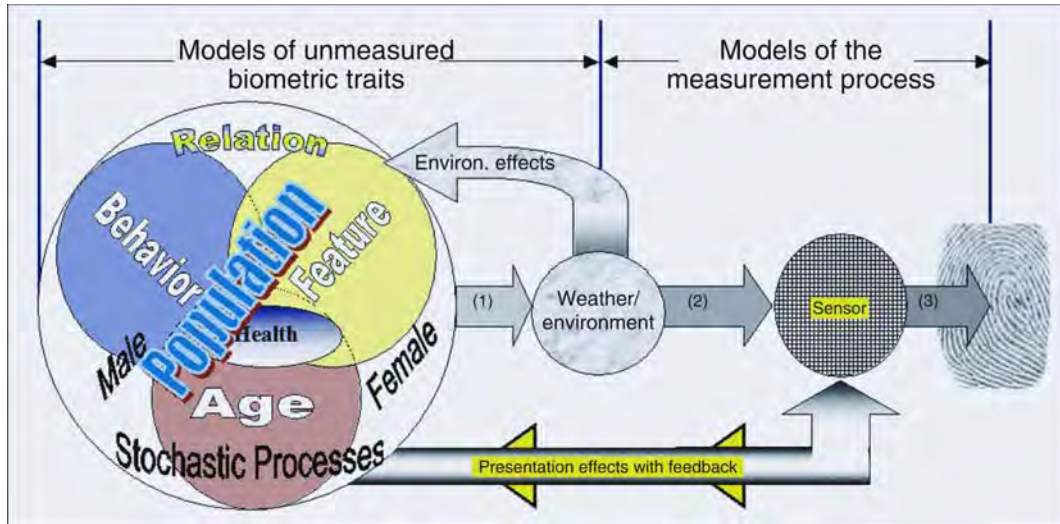 Models of unmeasured
biometric traits
Models of the
measurement process
Relation
Environ. effects
Behavior
Population
Feature
(1)
Weather/
environment
(2)
Sensor
(3)
Health
Male
Female
Age
Stochastic Processes
Presentation effects with feedback